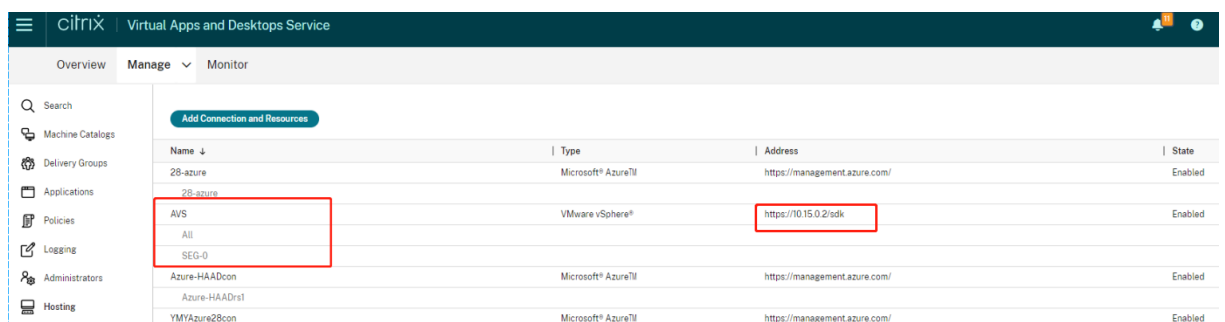 citrix | Virtual Apps and Desktops Service 11 ?
Overview Manage Monitor
Search
Add Connection and Resources
Machine Catalogs
Name ↓ | Type | Address | State
Delivery Groups
28-azure Microsoft® Azure™ https://management.azure.com/ Enabled
Applications
28-azure
Policies
AVS VMware vSphere® https://10.15.0.2/sdk Enabled
All
Logging
SEG-0
Administrators
Azure-HAADcon Microsoft® Azure™ https://management.azure.com/ Enabled
Azure-HAADrs1
Hosting
YMYAzure28con Microsoft® Azure™ https://management.azure.com/ Enabled